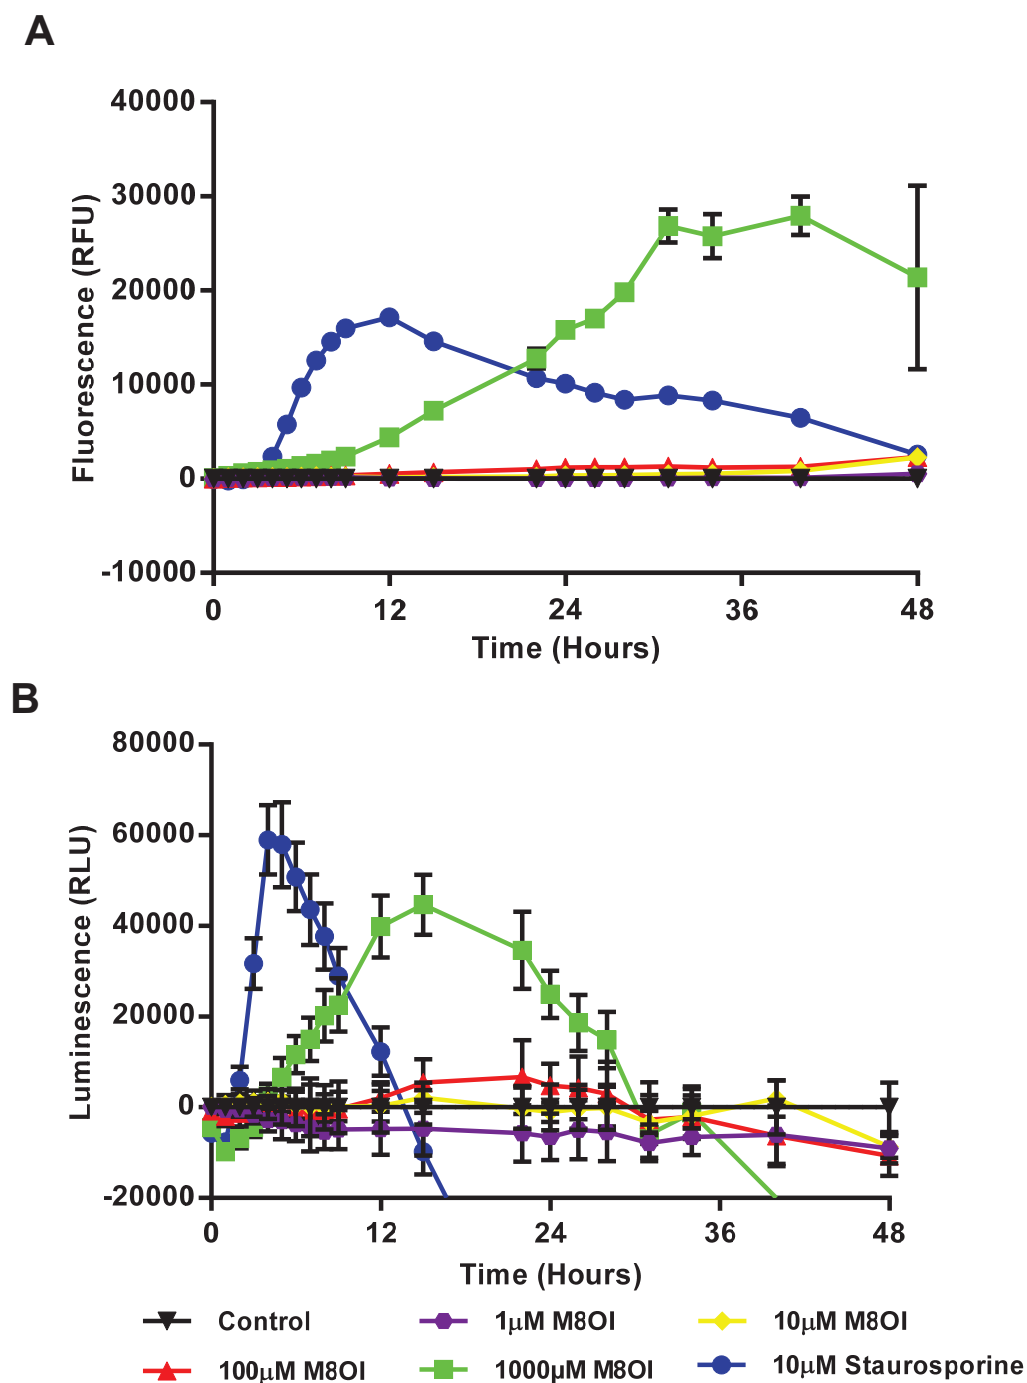 A
40000
30000
20000
10000
0
-10000
Fluorescence (RFU)
0 12 24 36 48
Time (Hours)
B
80000
60000
40000
20000
0
-20000
Luminescence (RLU)
0 12 24 36 48
Time (Hours)
Control 1μM M8OI 10μM M8OI
100μM M8OI 1000μM M8OI 10μM Staurosporine